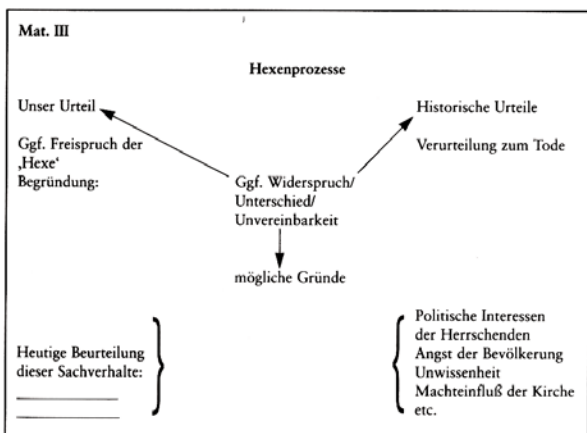 Mat. III
Hexenprozesse
Unser Urteil
Historische Urteile
Ggf. Freispruch der
‚Hexe‘
Begründung:
Verurteilung zum Tode
Ggf. Widerspruch/
Unterschied/
Unvereinbarkeit
mögliche Gründe
Heutige Beurteilung
dieser Sachverhalte:
Politische Interessen
der Herrschenden
Angst der Bevölkerung
Unwissenheit
Machteinfluß der Kirche
etc.